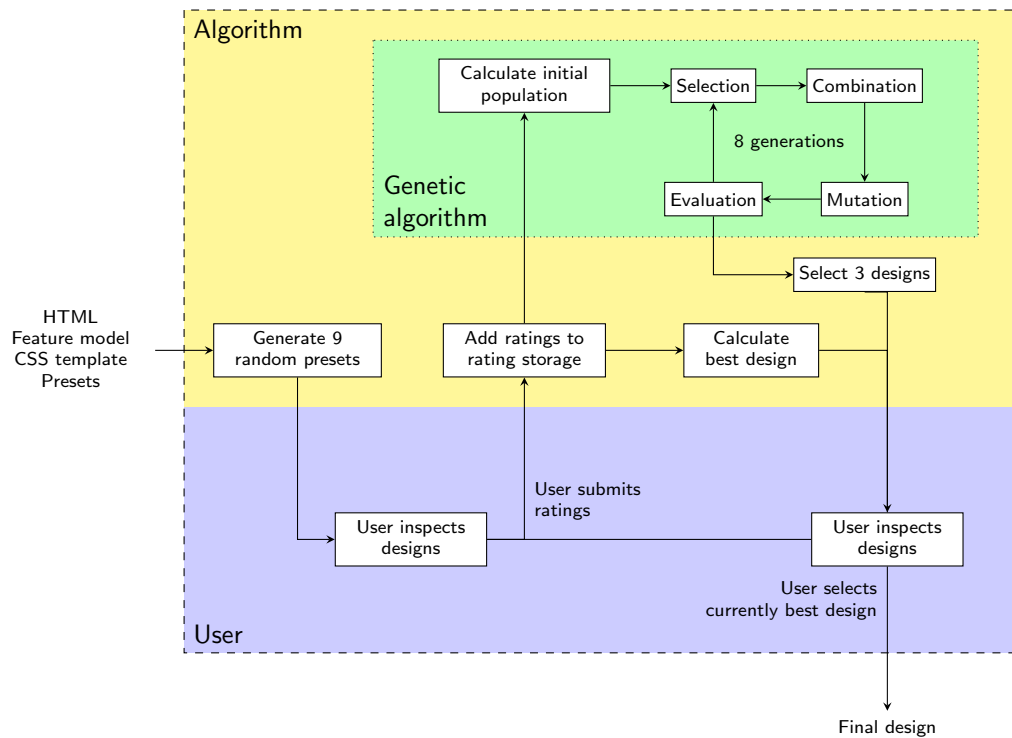 Algorithm
Calculate initial
population
Selection
Combination
8 generations
Genetic
algorithm
Evaluation
Mutation
Select 3 designs
HTML
Feature model
CSS template
Presets
Generate 9
random presets
Add ratings to
rating storage
Calculate
best design
User submits
ratings
User inspects
designs
User inspects
designs
User selects
currently best design
User
Final design